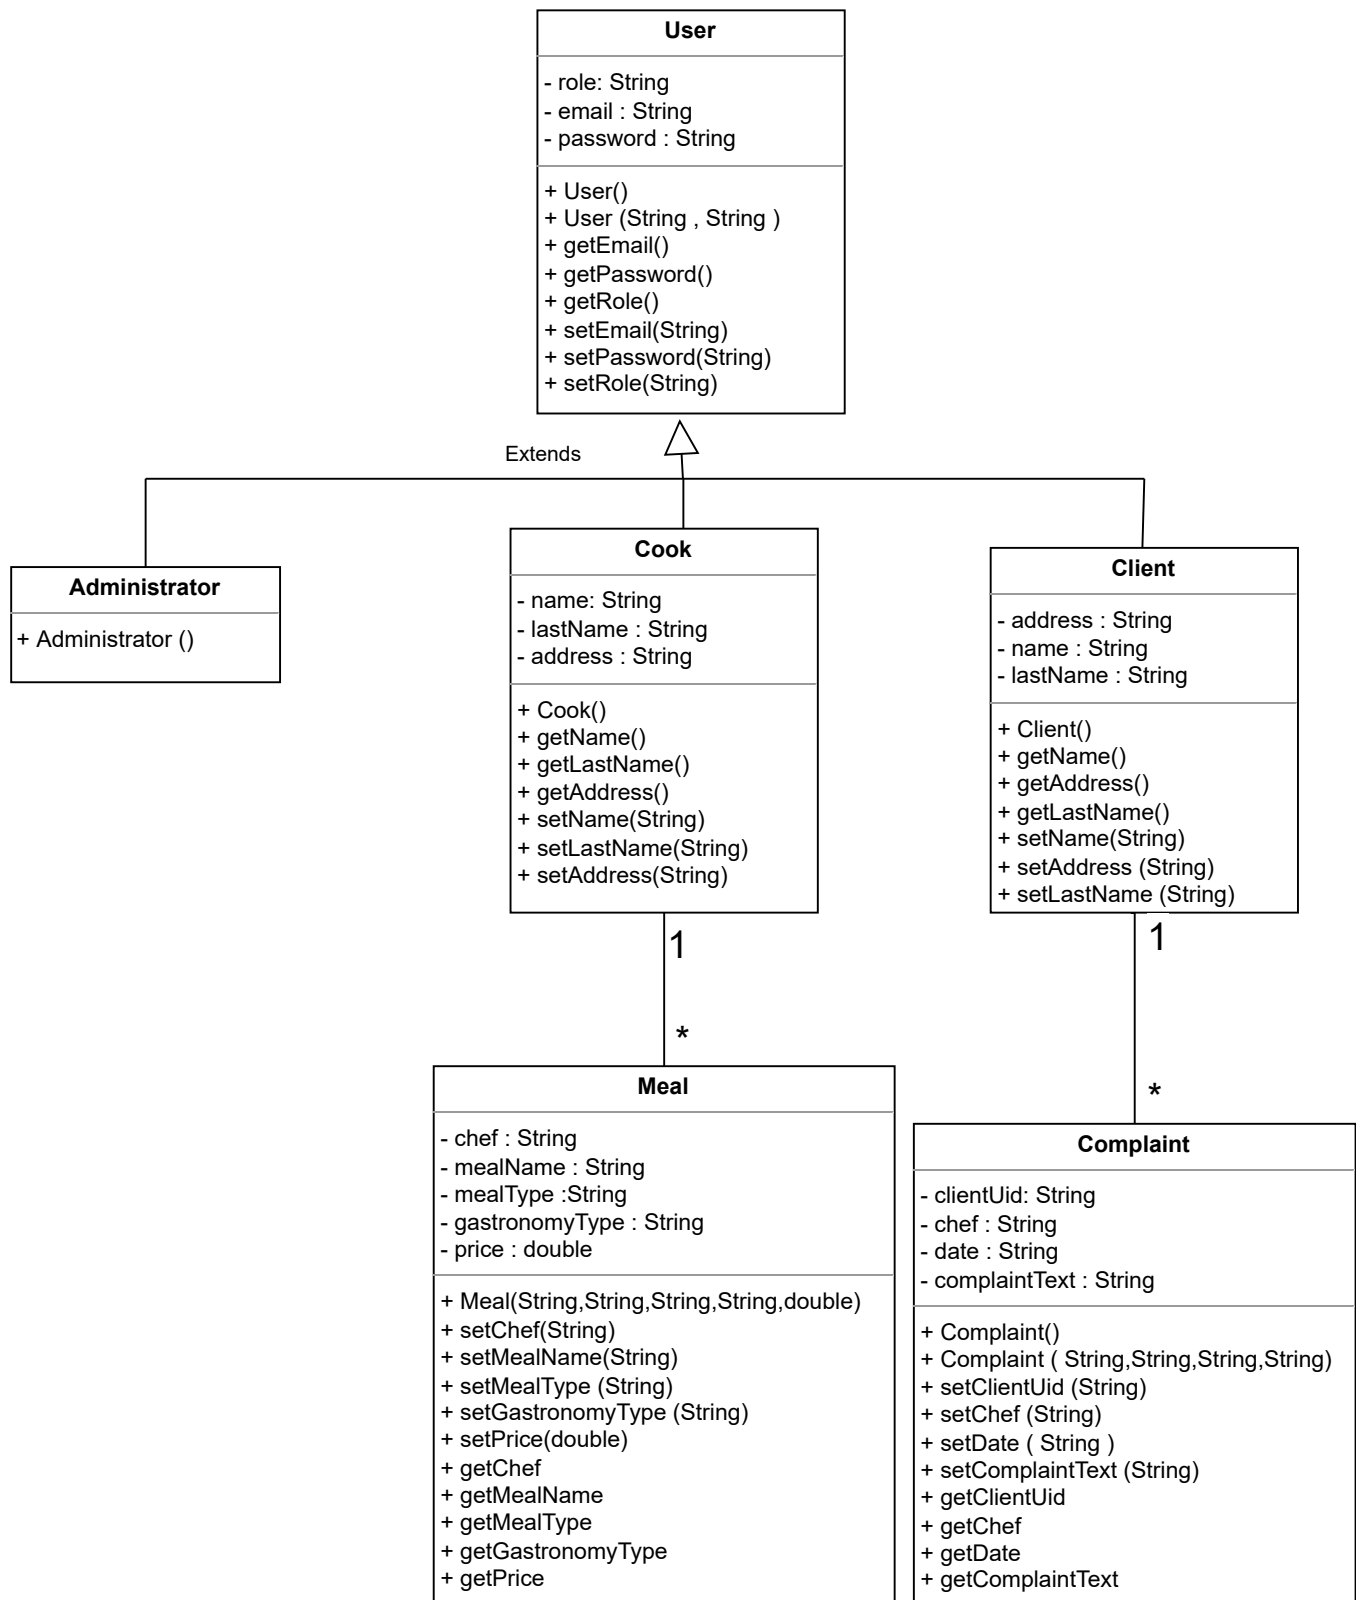 User
- role: String
- email : String
- password : String
+ User()
+ User (String , String )
+ getEmail()
+ getPassword()
+ getRole()
+ setEmail(String)
+ setPassword(String)
+ setRole(String)
Extends
Administrator
+ Administrator ()
Cook
- name: String
- lastName : String
- address : String
+ Cook()
+ getName()
+ getLastName()
+ getAddress()
+ setName(String)
+ setLastName(String)
+ setAddress(String)
Client
- address : String
- name : String
- lastName : String
+ Client()
+ getName()
+ getAddress()
+ getLastName()
+ setName(String)
+ setAddress (String)
+ setLastName (String)
1
*
1
*
Meal
- chef : String
- mealName : String
- mealType :String
- gastronomyType : String
- price : double
+ Meal(String,String,String,String,double)
+ setChef(String)
+ setMealName(String)
+ setMealType (String)
+ setGastronomyType (String)
+ setPrice(double)
+ getChef
+ getMealName
+ getMealType
+ getGastronomyType
+ getPrice
Complaint
- clientUid: String
- chef : String
- date : String
- complaintText : String
+ Complaint()
+ Complaint ( String,String,String,String)
+ setClientUid (String)
+ setChef (String)
+ setDate ( String )
+ setComplaintText (String)
+ getClientUid
+ getChef
+ getDate
+ getComplaintText